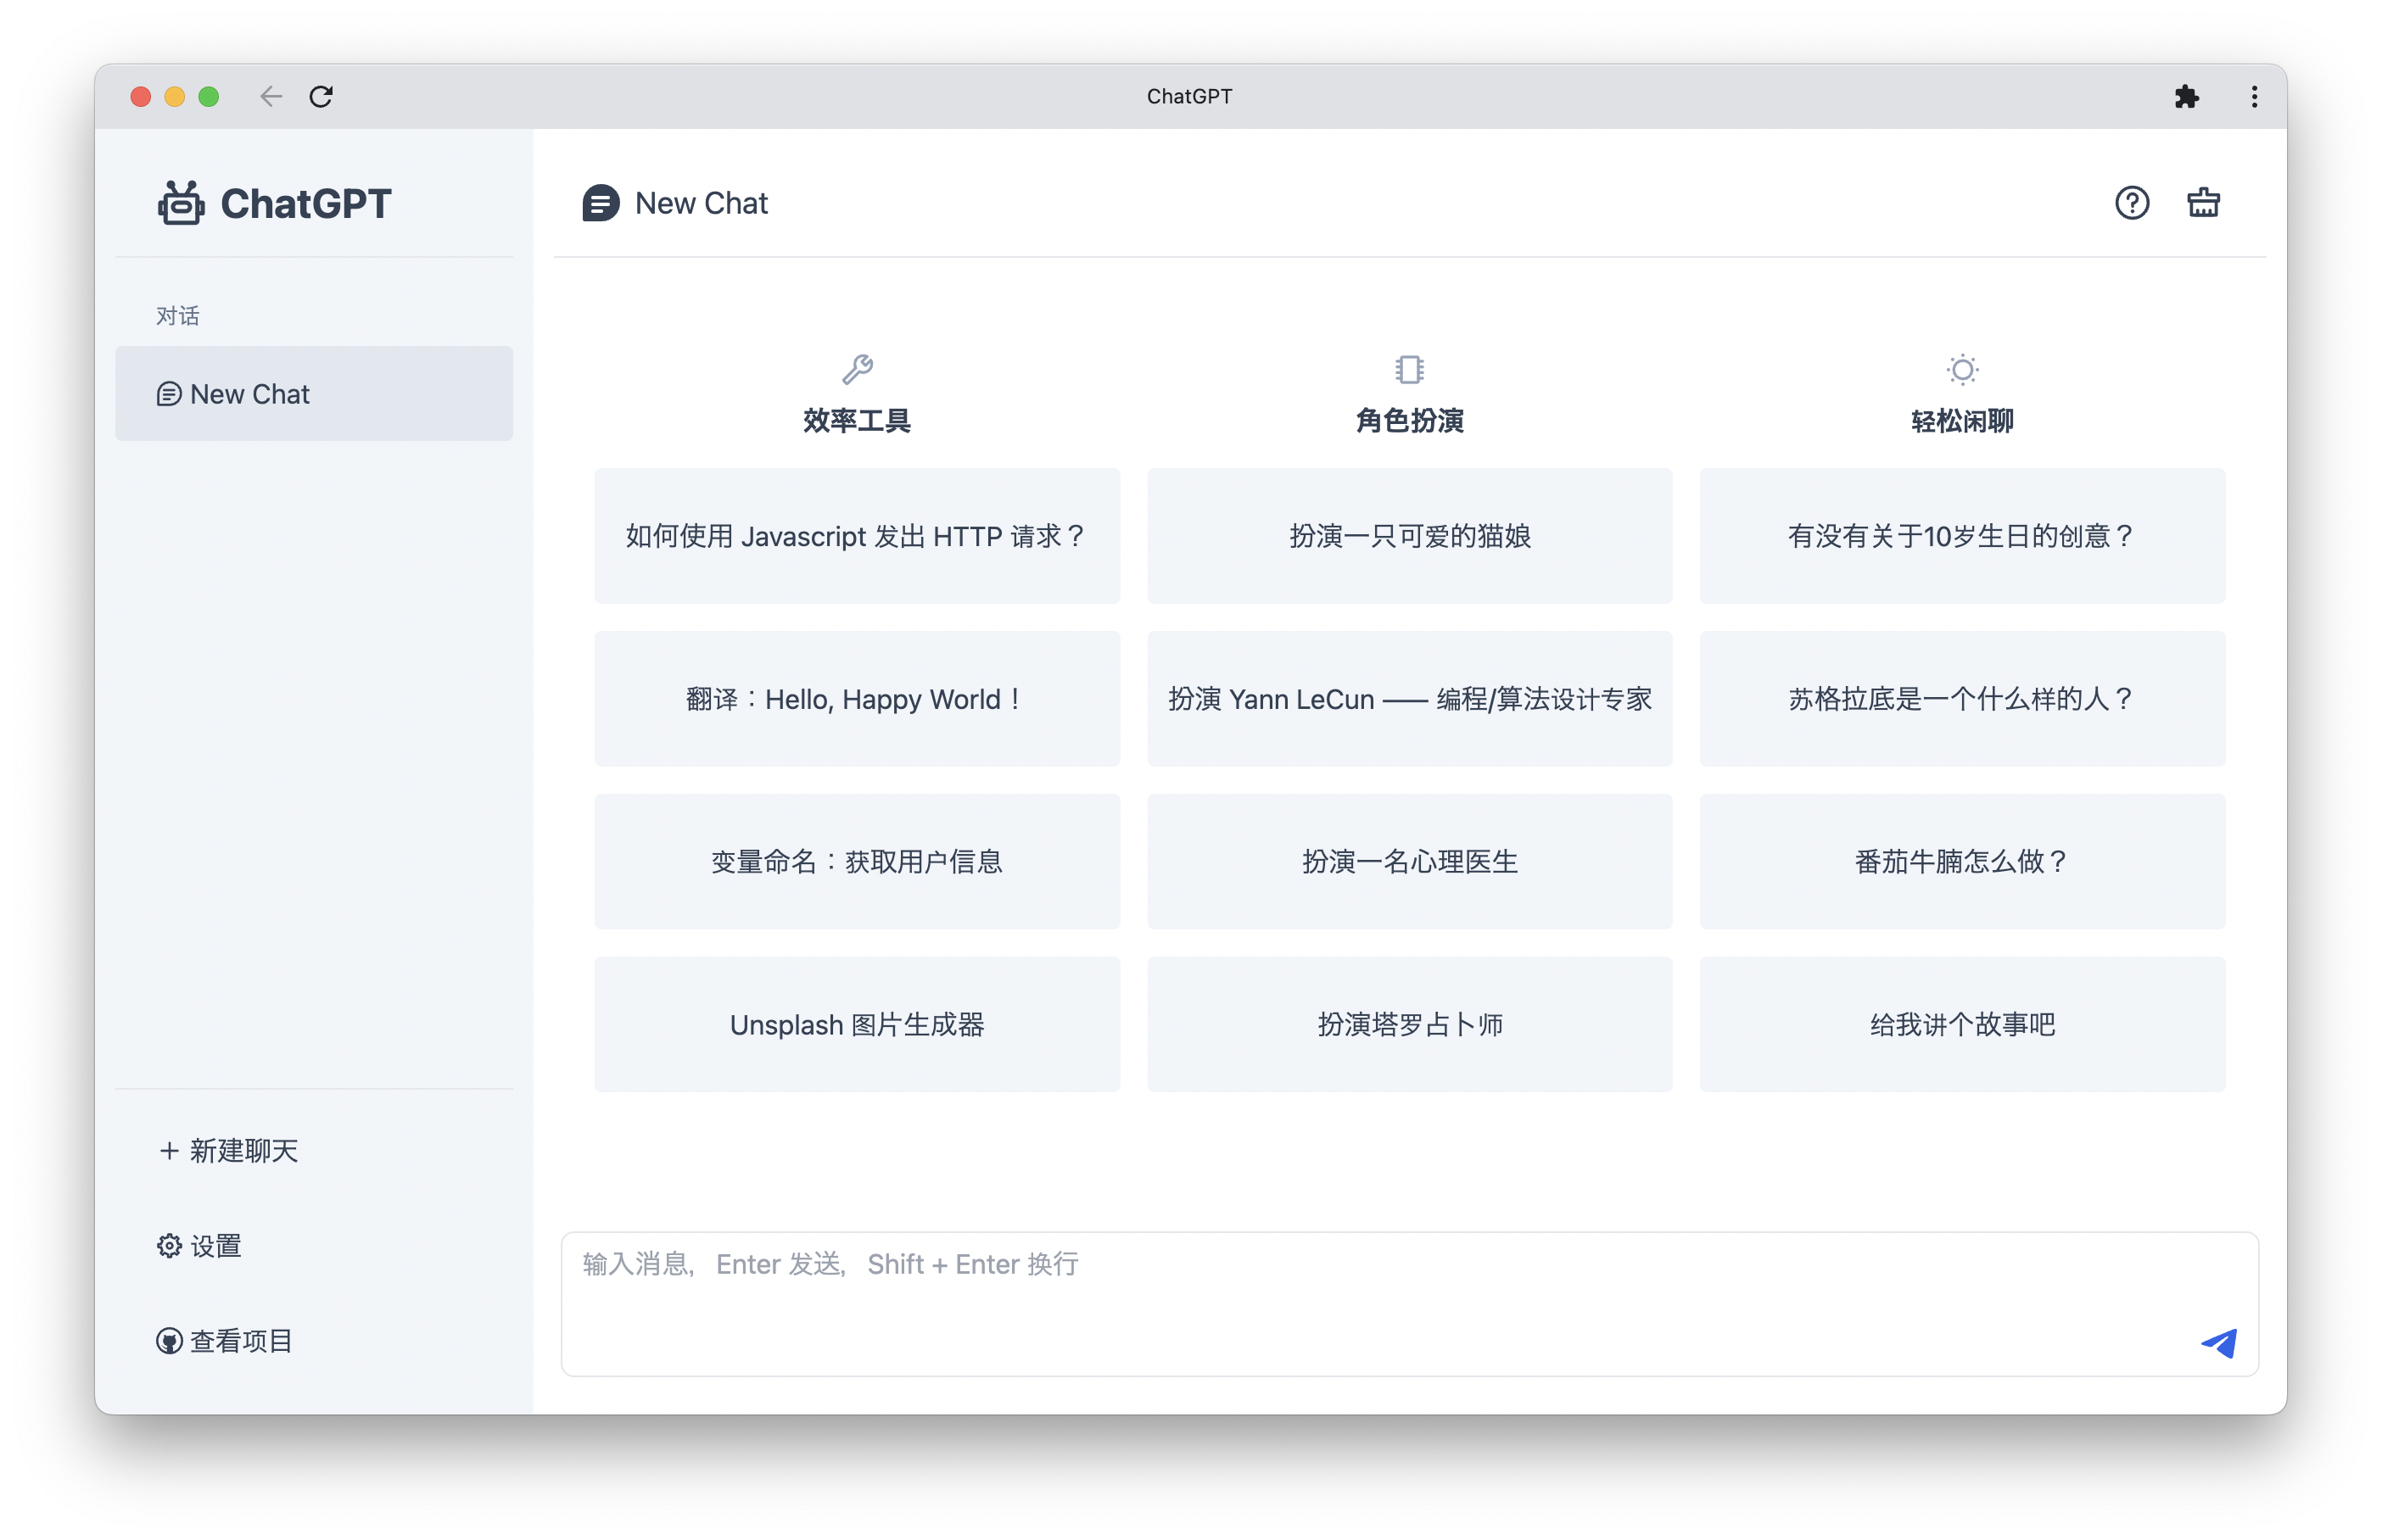 ChatGPT
ChatGPT
对话
New Chat
新建聊天
设置
查看项目
New Chat
效率工具
如何使用 Javascript 发出 HTTP 请求？
翻译：Hello, Happy World！
变量命名：获取用户信息
Unsplash 图片生成器
角色扮演
扮演一只可爱的猫娘
扮演 Yann LeCun —— 编程/算法设计专家
扮演一名心理医生
扮演塔罗占卜师
轻松闲聊
有没有关于10岁生日的创意？
苏格拉底是一个什么样的人？
番茄牛腩怎么做？
给我讲个故事吧
输入消息，Enter 发送，Shift + Enter 换行